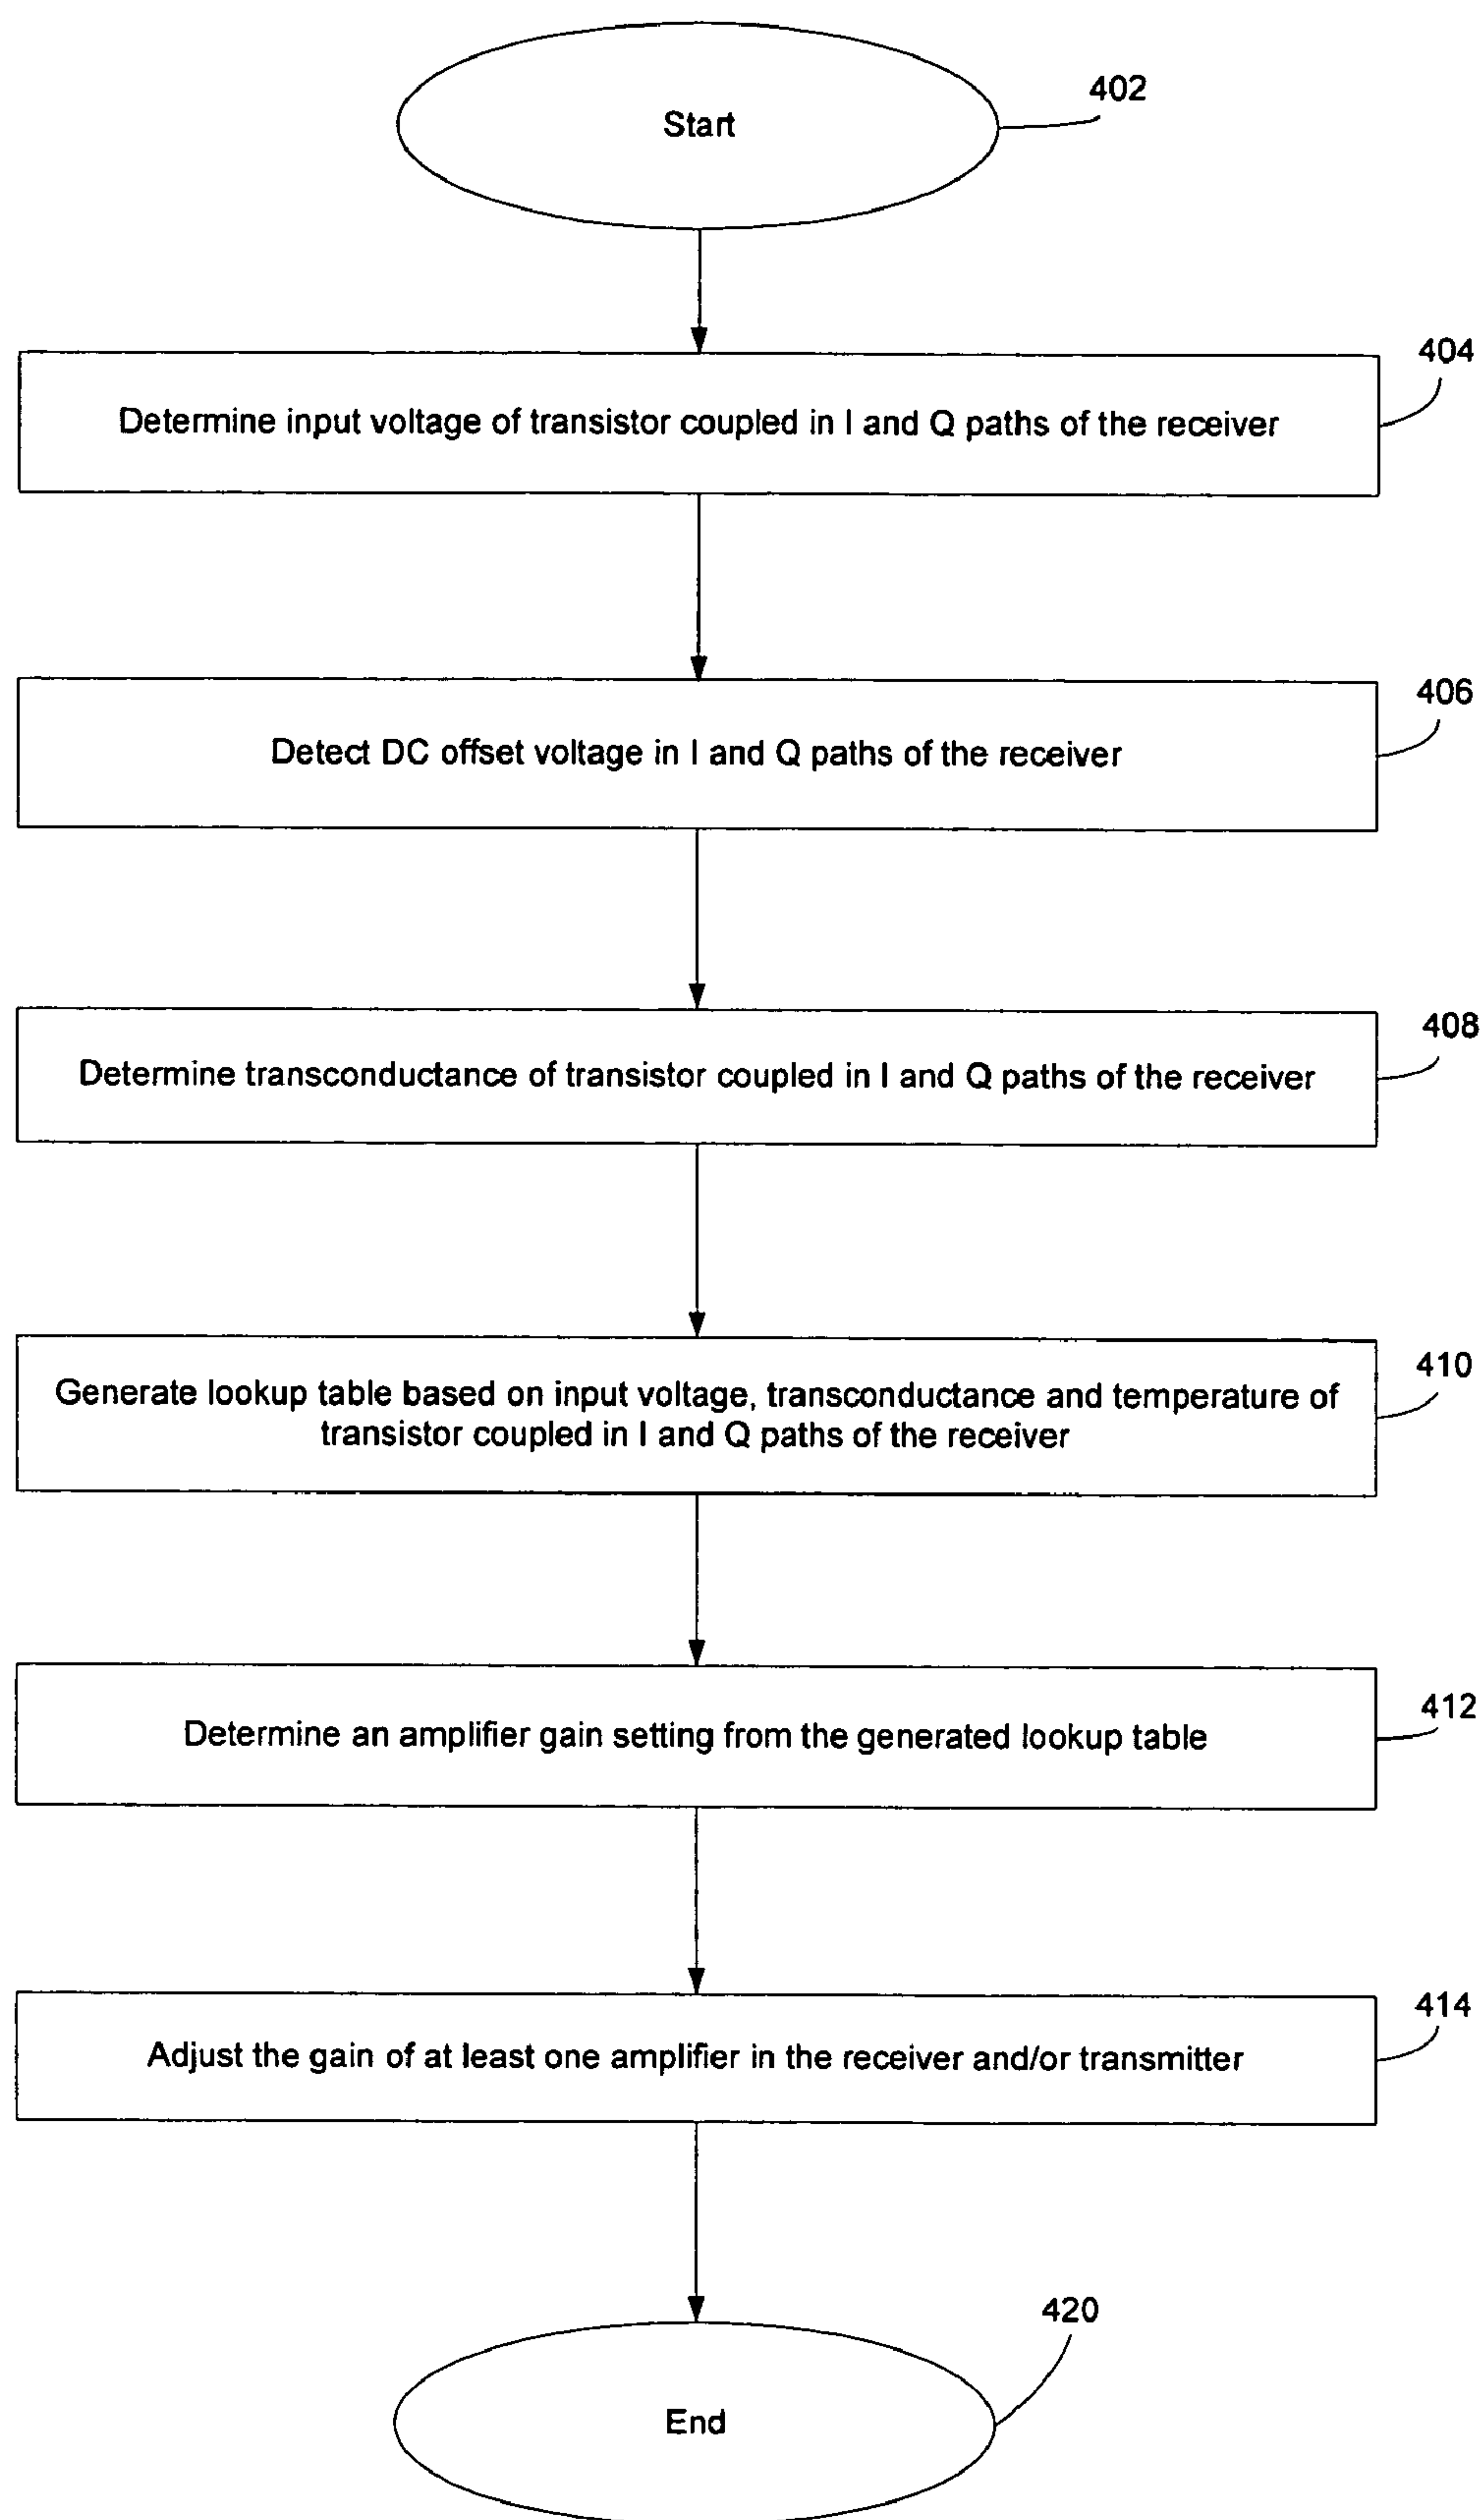 Start
402
404
Determine input voltage of transistor coupled in I and Q paths of the receiver
406
Detect DC offset voltage in I and Q paths of the receiver
408
Determine transconductance of transistor coupled in I and Q paths of the receiver
410
Generate lookup table based on input voltage, transconductance and temperature of
transistor coupled in I and Q paths of the receiver
412
Determine an amplifier gain setting from the generated lookup table
414
Adjust the gain of at least one amplifier in the receiver and/or transmitter
420
End